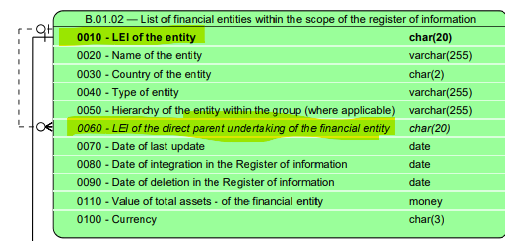 B.01.02 — List of financial entities within the scope of the register of information
0010 - LEI of the entity char(20)
0020 - Name of the entity varchar(255)
0030 - Country of the entity char(2)
0040 - Type of entity varchar(255)
0050 - Hierarchy of the entity within the group (where applicable) varchar(255)
0060 - LEI of the direct parent undertaking of the financial entity char(20)
0070 - Date of last update date
0080 - Date of integration in the Register of information date
0090 - Date of deletion in the Register of information date
0110 - Value of total assets - of the financial entity money
0100 - Currency char(3)